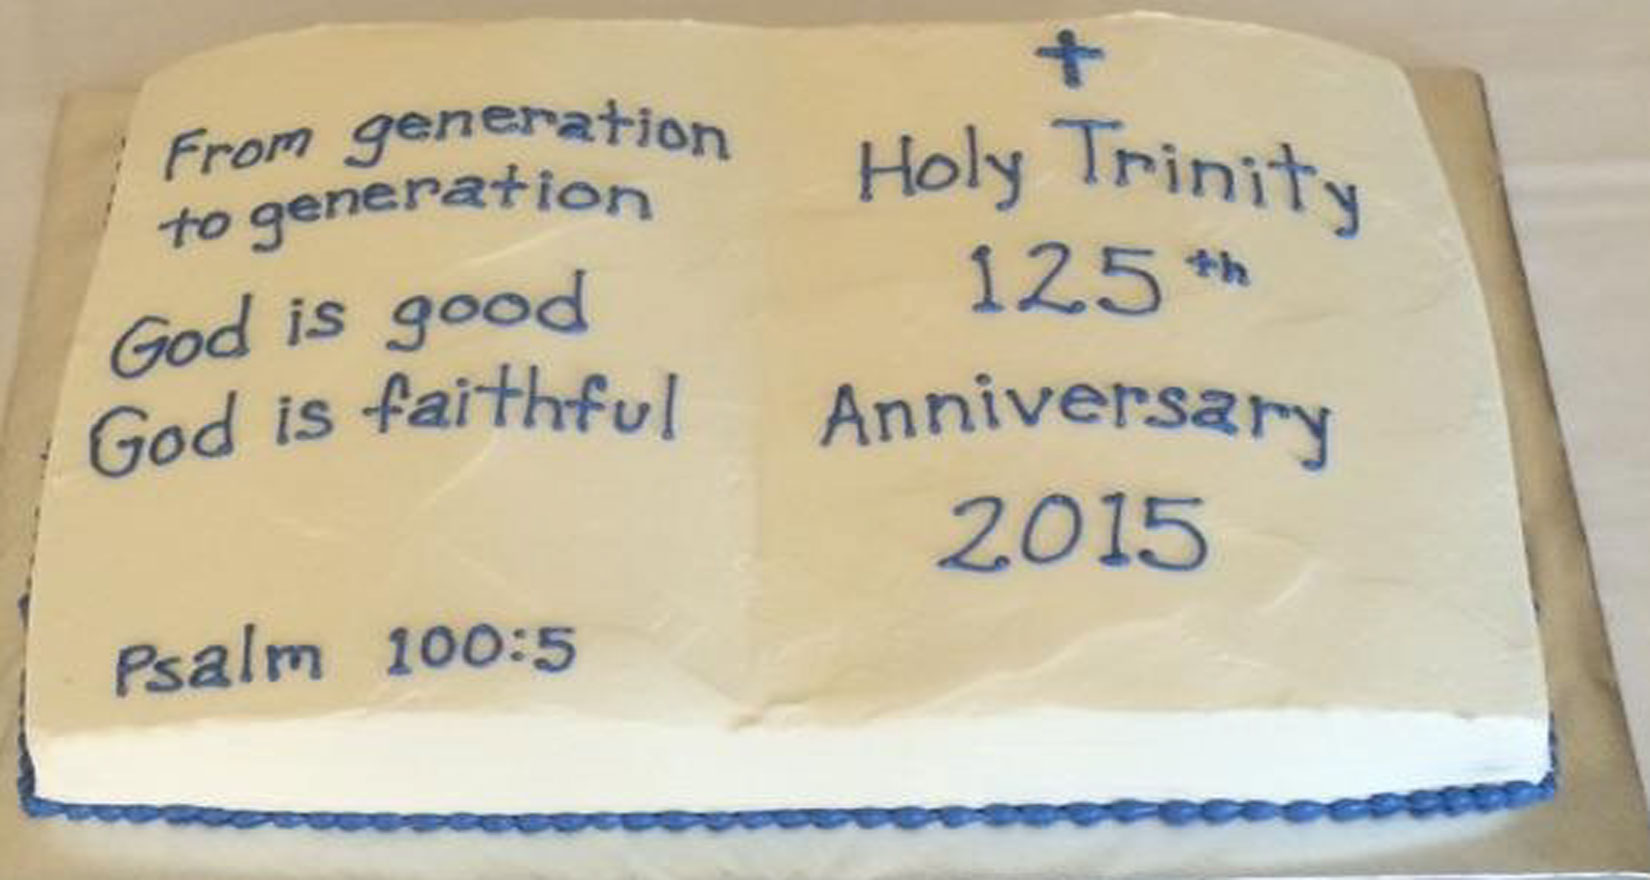 From generation
to generation
God is good
God is faithful
Psalm 100:5
Holy Trinity
125th
Anniversary
2015